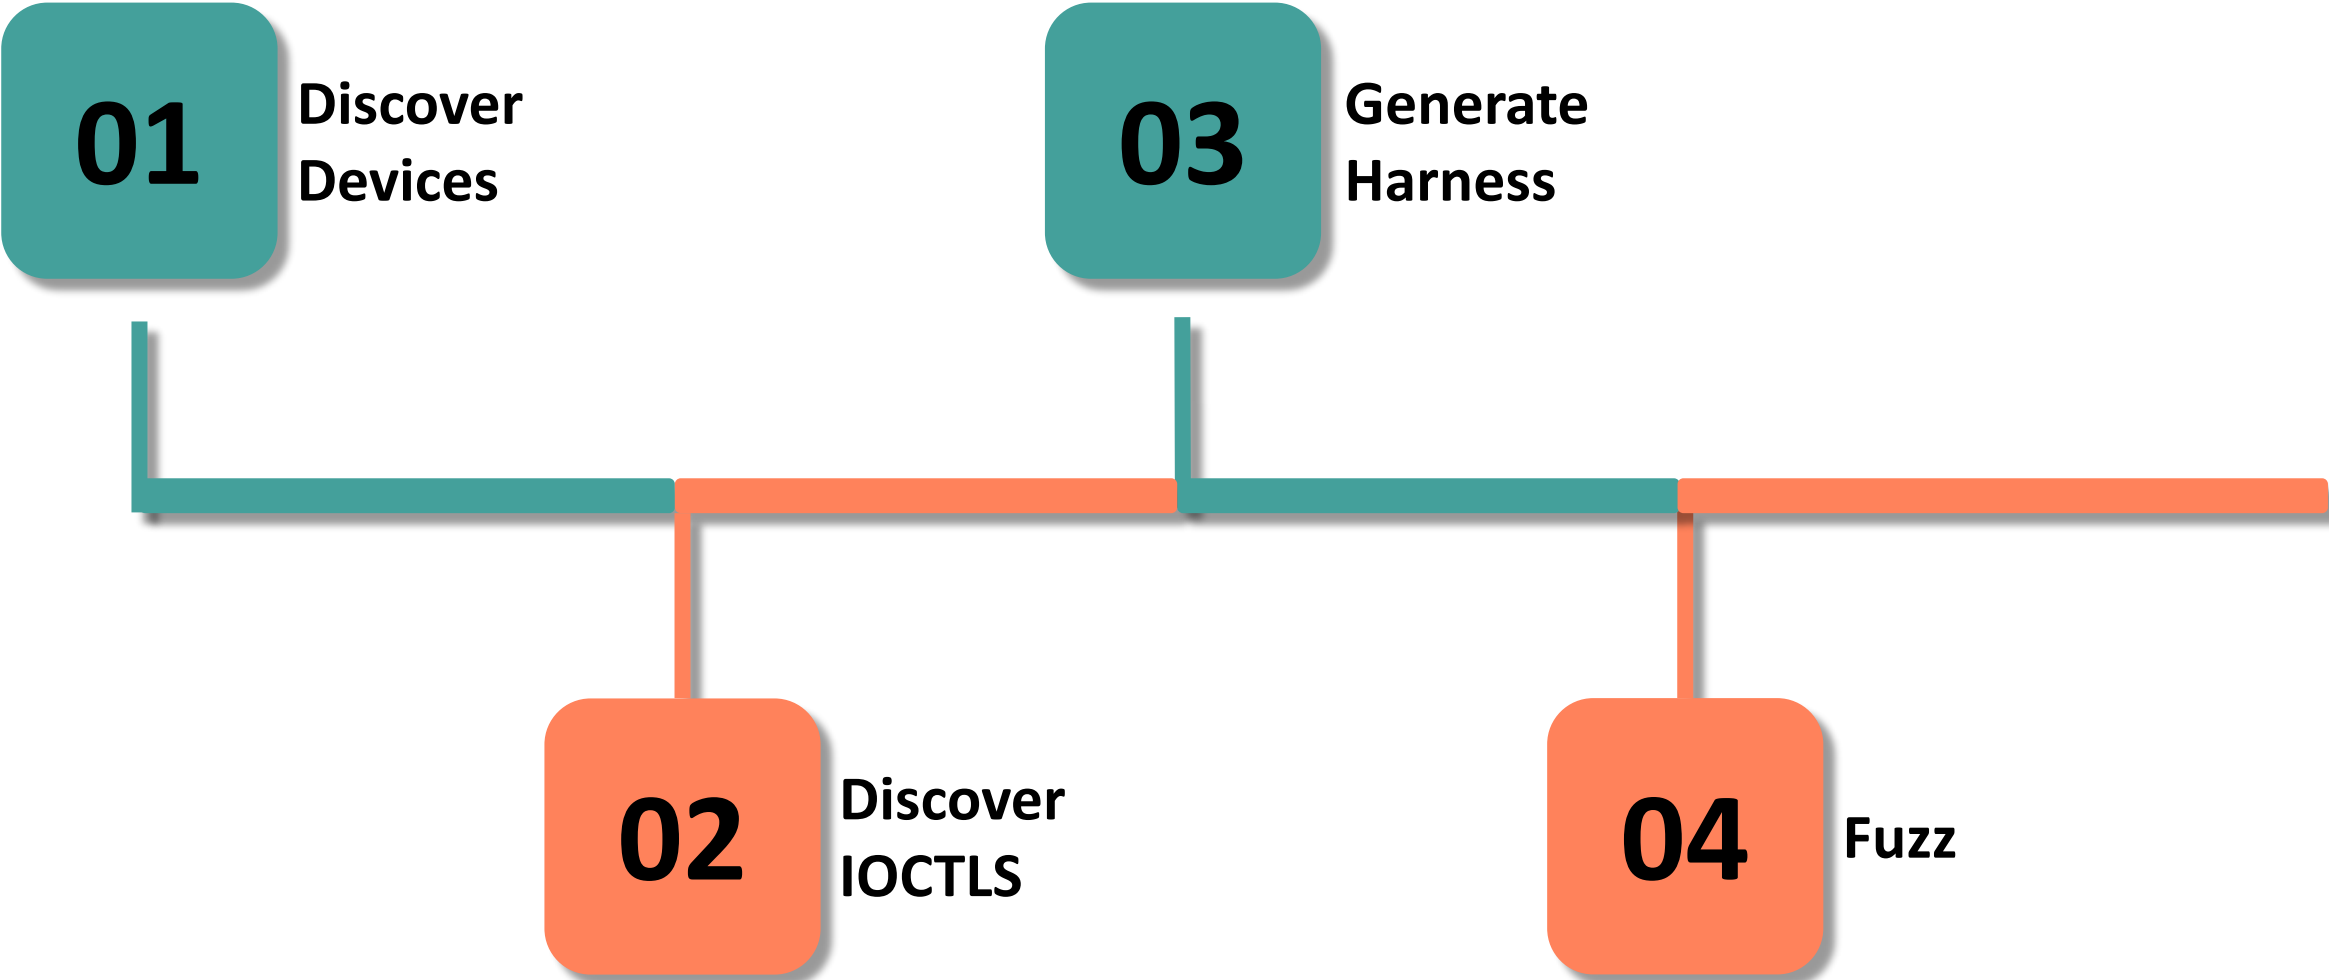 01
Discover
Devices
02
Discover
IOCTLS
03
Generate
Harness
04
Fuzz